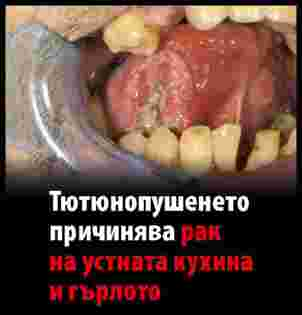 Тютюнопушенето
причинява рак
на устната кухина
и гърлото